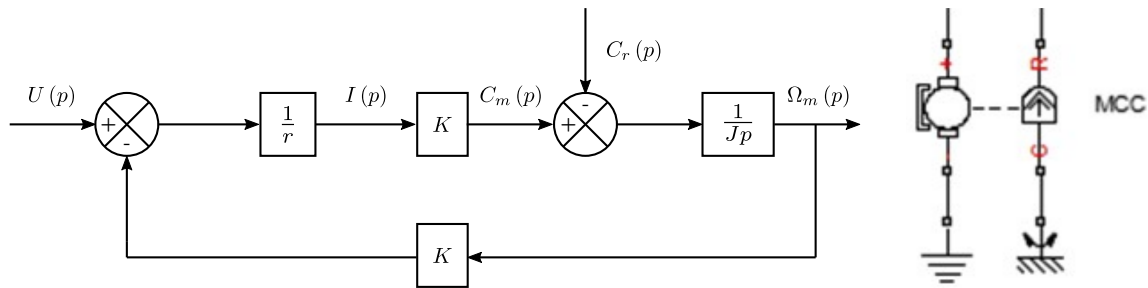 U (p)
+
-
1/r
I (p)
K
C_m (p)
C_r (p)
-
+
1/Jp
Ω_m (p)
K
+
-
R
C
MCC